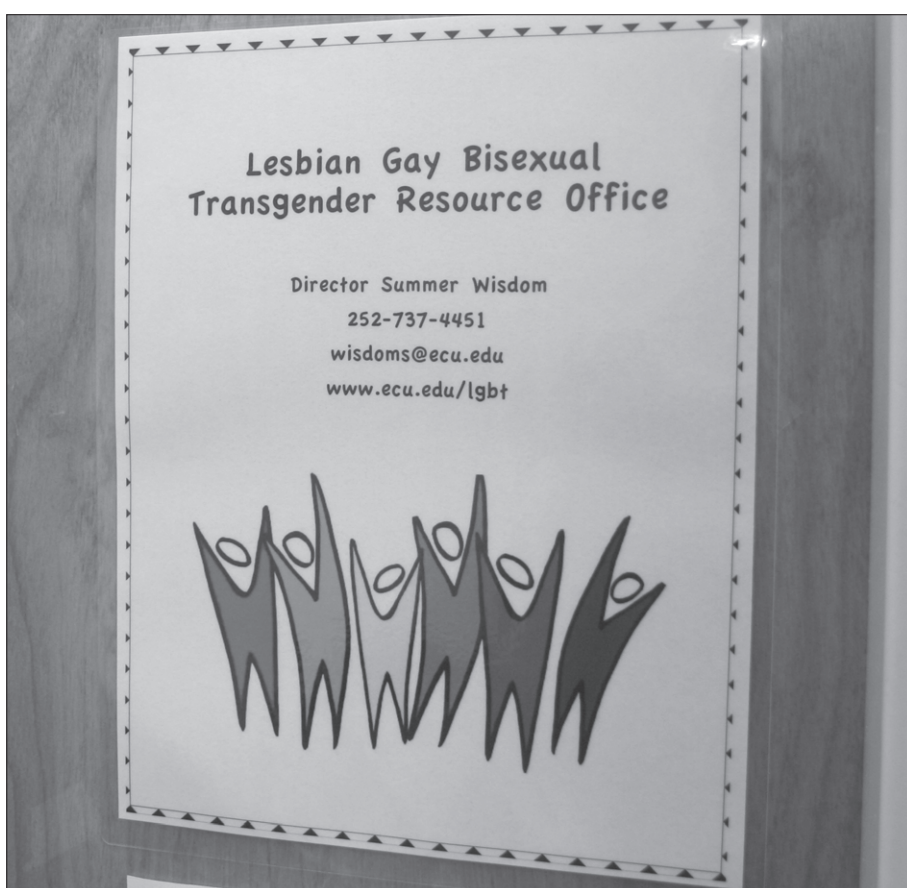 Lesbian Gay Bisexual
Transgender Resource Office
Director Summer Wisdom
252-737-4451
wisdoms@ecu.edu
www.ecu.edu/lgbt